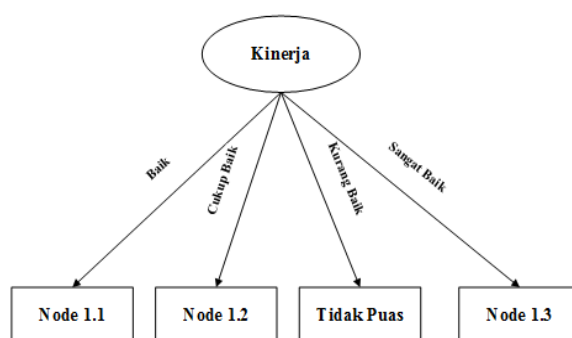 Kinerja
Baik
Cukup Baik
Kurang Baik
Sangat Baik
Node 1.1
Node 1.2
Tidak Puas
Node 1.3